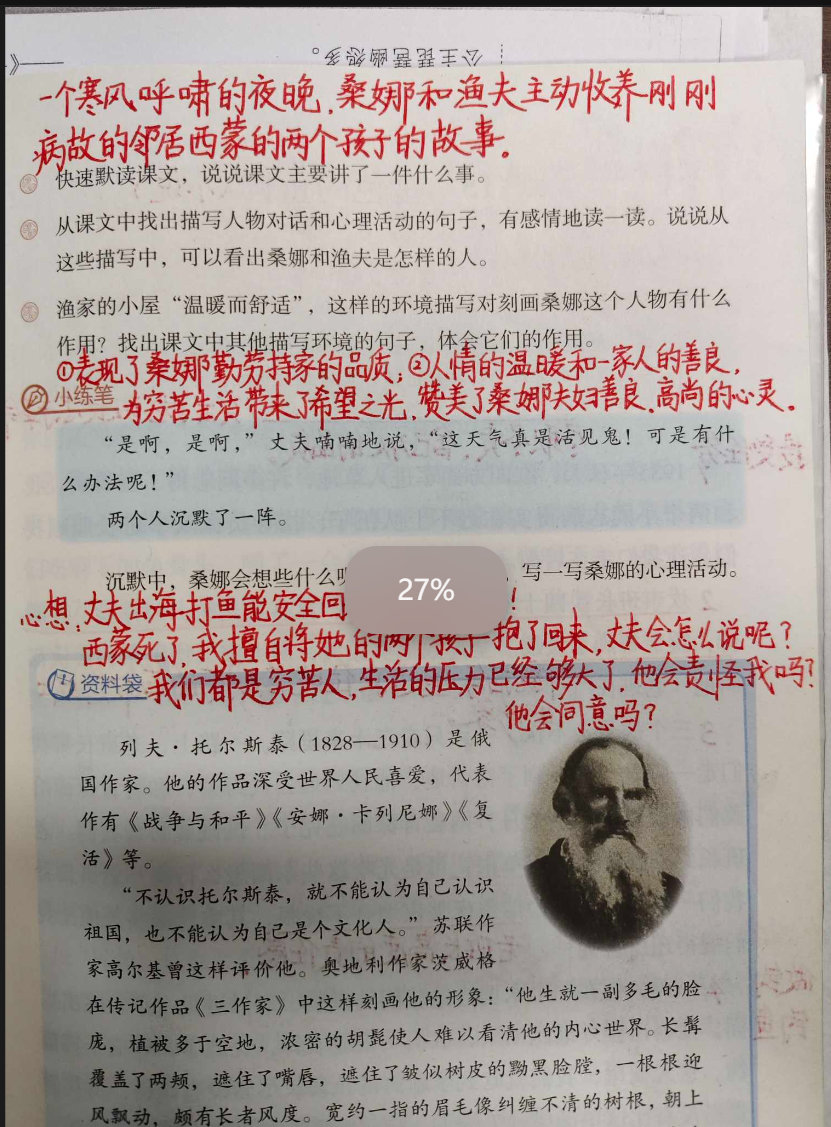 公主琵琶幽怨多。
一个寒风呼啸的夜晚,桑娜和渔夫主动收养刚刚
病故的邻居西蒙的两个孩子的故事。
快速默读课文,说说课文主要讲了一件什么事。
从课文中找出描写人物对话和心理活动的句子,有感情地读一读。说说从
这些描写中,可以看出桑娜和渔夫是怎样的人。
渔家的小屋“温暖而舒适”,这样的环境描写对刻画桑娜这个人物有什么
作用?找出课文中其他描写环境的句子,体会它们的作用。
①表现了桑娜勤劳持家的品质;②人情的温暖和一家人的善良,
小练笔
为穷苦生活带来了希望之光,赞美了桑娜夫妇善良、高尚的心灵。
“是啊,是啊,”丈夫喃喃地说,“这天气真是活见鬼!可是有什
么办法呢!”
两个人沉默了一阵。
沉默中,桑娜会想些什么 写一写桑娜的心理活动。
27%
心想:丈夫出海打鱼能安全回 !
西蒙死了,我擅自将她的两个孩子抱了回来,丈夫会怎么说呢?
资料袋
我们都是穷苦人,生活的压力已经够大了,他会责怪我吗?
他会同意吗?
列夫·托尔斯泰(1828—1910)是俄
国作家。他的作品深受世界人民喜爱,代表
作有《战争与和平》《安娜·卡列尼娜》《复
活》等。
“不认识托尔斯泰,就不能认为自己认识
祖国,也不能认为自己是个文化人。”苏联作
家高尔基曾这样评价他。奥地利作家茨威格
在传记作品《三作家》中这样刻画他的形象:“他生就一副多毛的脸
庞,植被多于空地,浓密的胡髭使人难以看清他的内心世界。长髯
覆盖了两颊,遮住了嘴唇,遮住了皱似树皮的黝黑脸膛,一根根迎
风飘动,颇有长者风度。宽约一指的眉毛像纠缠不清的树根,朝上